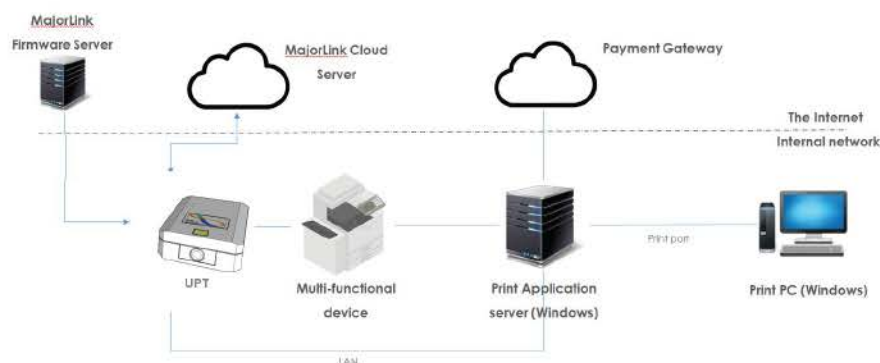 MajorLink
Firmware Server
MajorLink Cloud
Server
Payment Gateway
The Internet
Internal network
Print port
UPT
Multi-functional
device
Print Application
server (Windows)
Print PC (Windows)
LAN